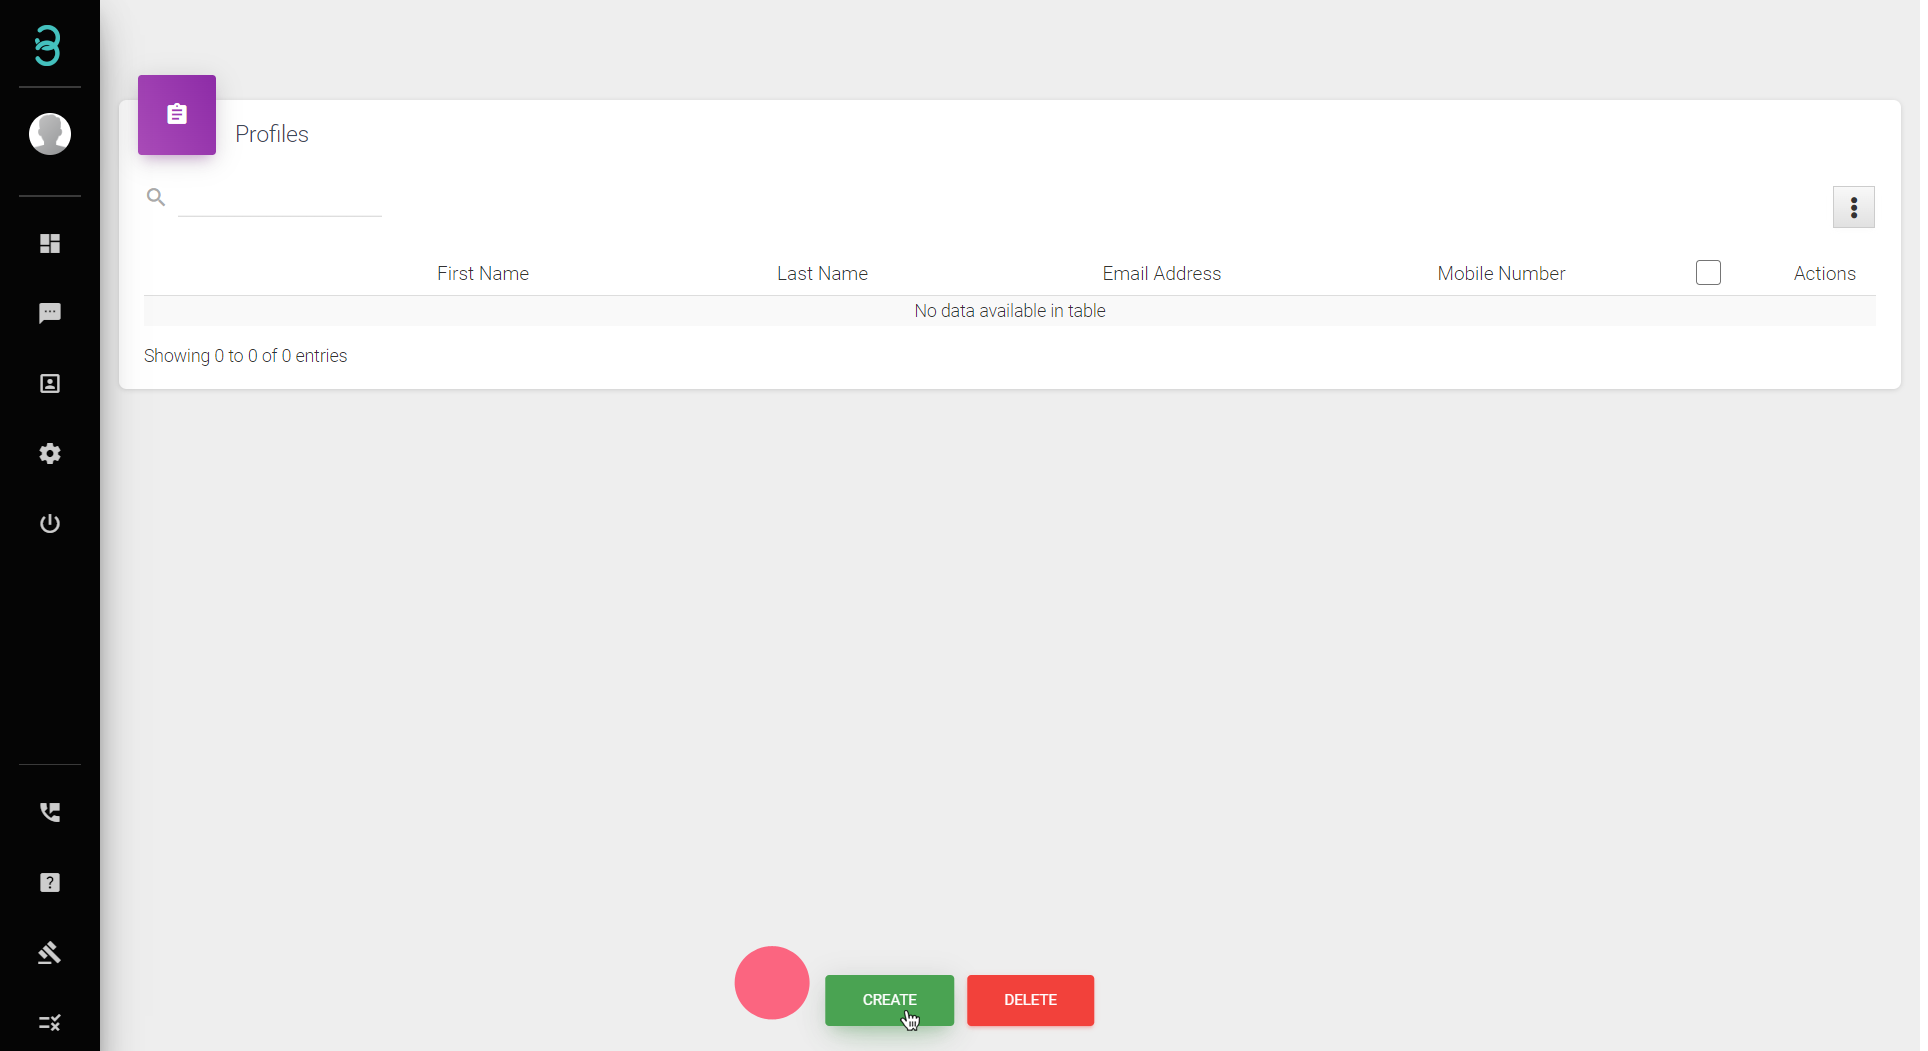 Profiles
First Name Last Name Email Address Mobile Number Actions
No data available in table
Showing 0 to 0 of 0 entries
CREATE DELETE